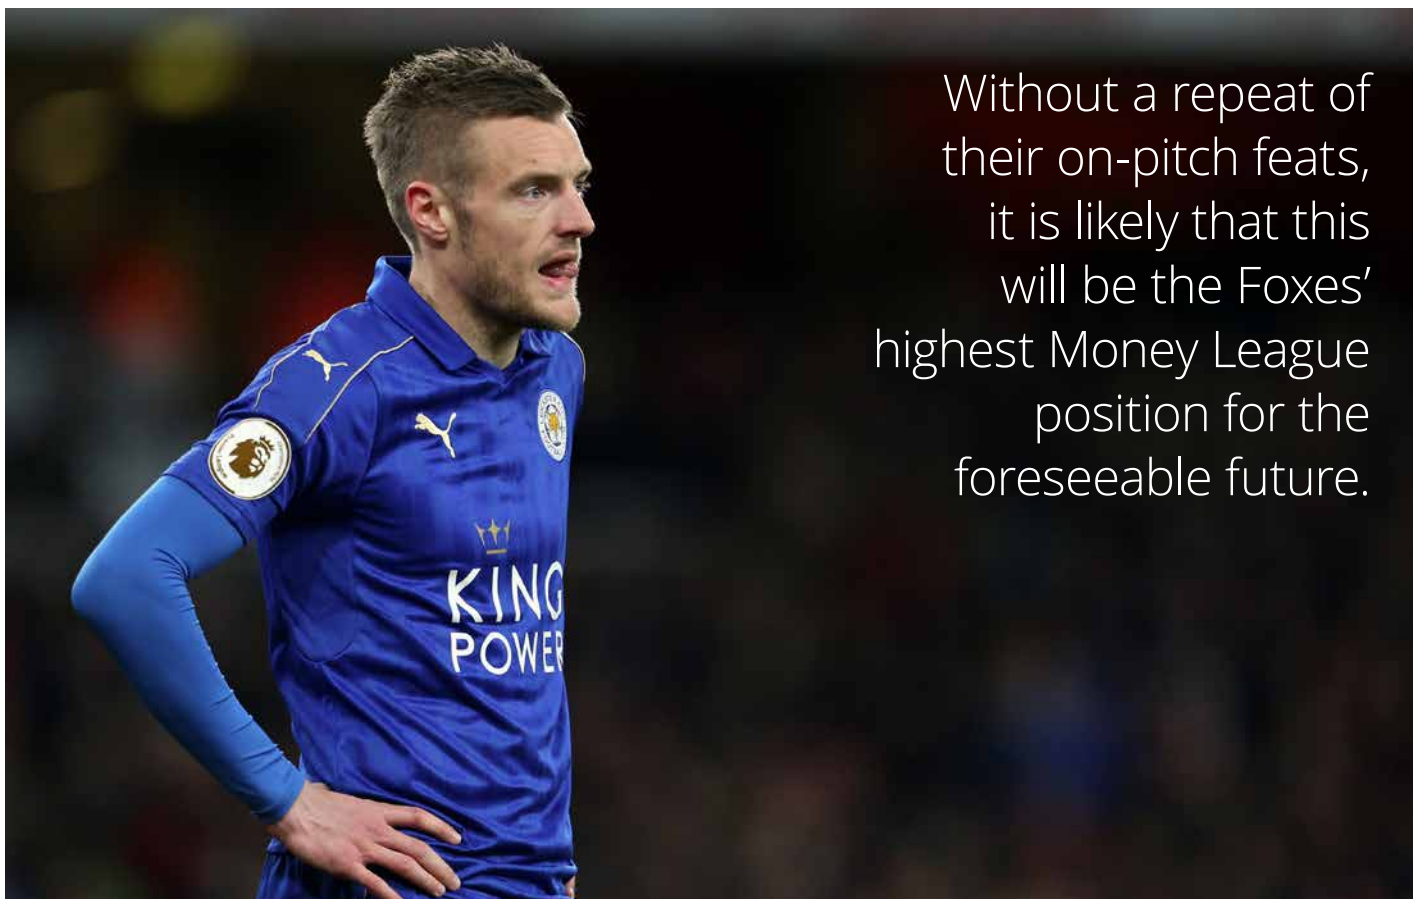 Without a repeat of
their on-pitch feats,
it is likely that this
will be the Foxes’
highest Money League
position for the
foreseeable future.
KING
POWER